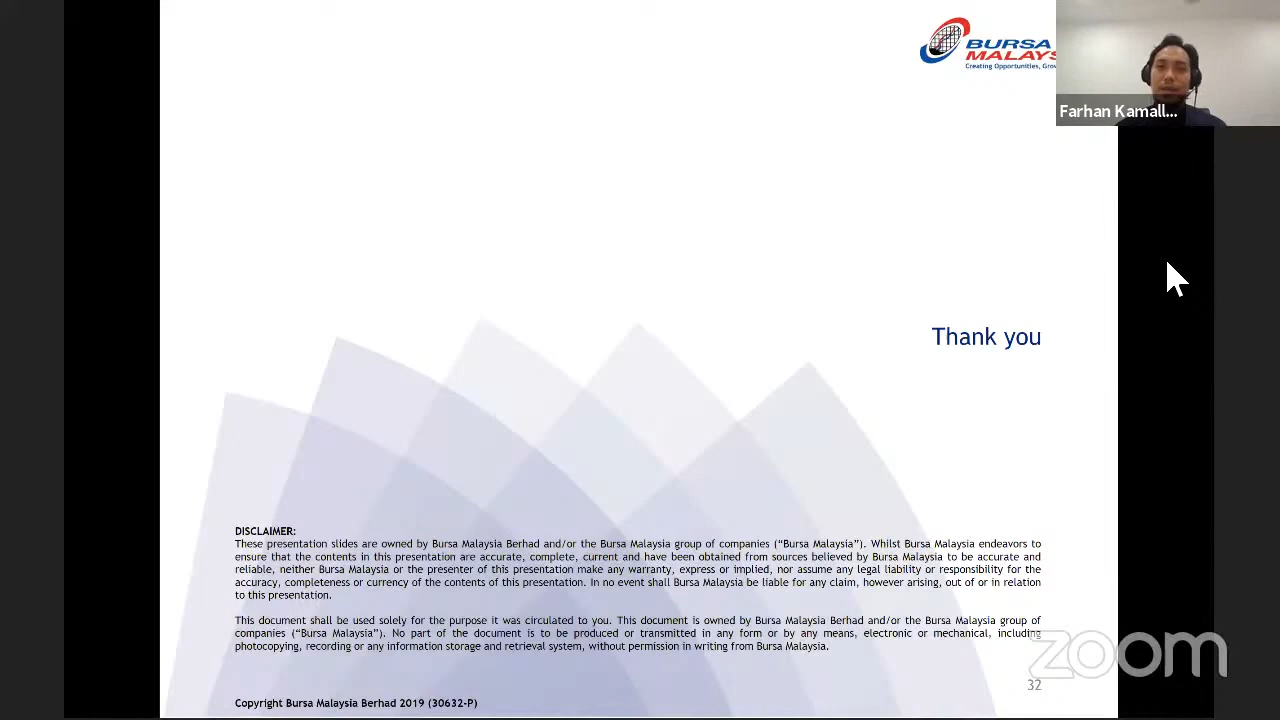 BURSA
MALAYS
Creating Opportunities, Grow
Farhan Kamall...
Thank you
DISCLAIMER:
These presentation slides are owned by Bursa Malaysia Berhad and/or the Bursa Malaysia group of companies (“Bursa Malaysia”). Whilst Bursa Malaysia endeavors to
ensure that the contents in this presentation are accurate, complete, current and have been obtained from sources believed by Bursa Malaysia to be accurate and
reliable, neither Bursa Malaysia or the presenter of this presentation make any warranty, express or implied, nor assume any legal liability or responsibility for the
accuracy, completeness or currency of the contents of this presentation. In no event shall Bursa Malaysia be liable for any claim, however arising, out of or in relation
to this presentation.
This document shall be used solely for the purpose it was circulated to you. This document is owned by Bursa Malaysia Berhad and/or the Bursa Malaysia group of
companies (“Bursa Malaysia”). No part of the document is to be produced or transmitted in any form or by any means, electronic or mechanical, including
photocopying, recording or any information storage and retrieval system, without permission in writing from Bursa Malaysia.
zoom
32
Copyright Bursa Malaysia Berhad 2019 (30632-P)